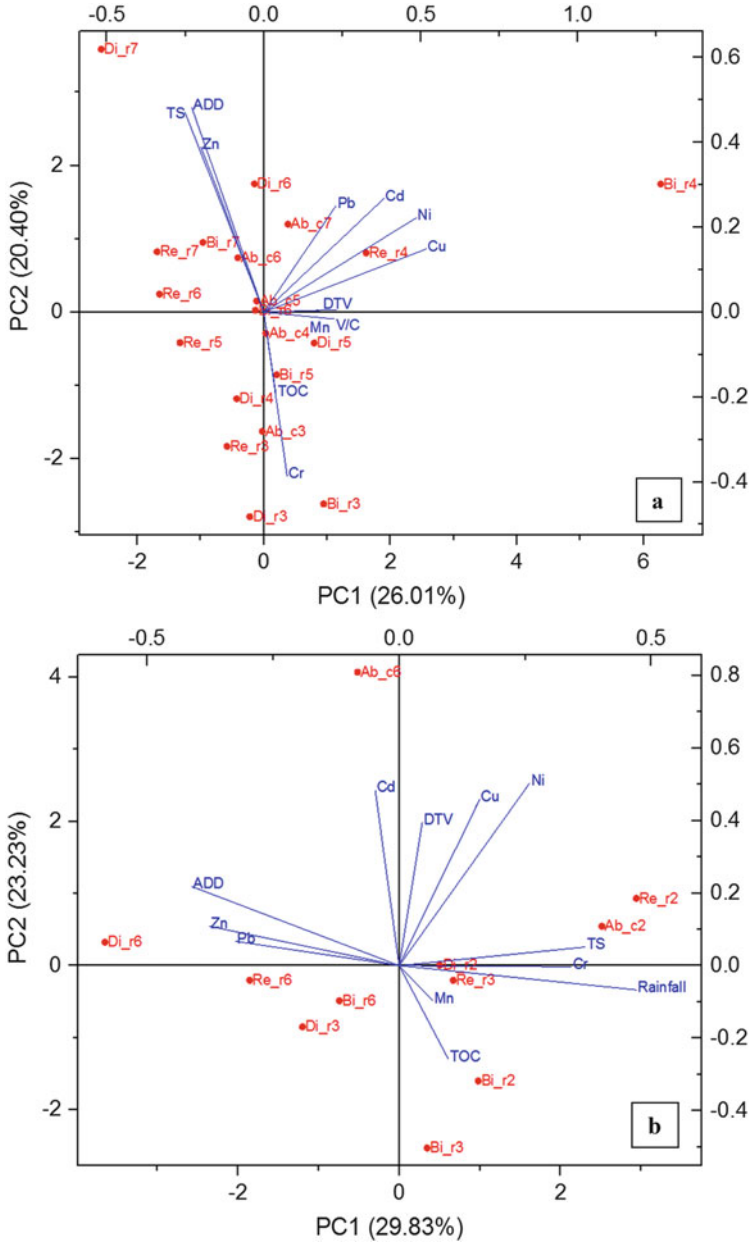 -0.5 0.0 0.5 1.0
Di_r7
0.6
ADD
TS
Zn
0.4
2
Di_r6
Bi_r4
Cd
Pb
Ab_c7
Ni
0.2
Bi_r7
Cu
Re_r7
Ab_c6
Re_r4
Re_r6
Ab_c5
DTV
0
0.0
Mn V/C
Ab_c4
Re_r5
Di_r5
Bi_r5
TOC
-0.2
Di_r4
Ab_c3
Re_r3
-2
Cr
-0.4
Bi_r3
a
Di_r3
-2 0 2 4 6
PC1 (26.01%)
PC2 (20.40%)
-0.5 0.0 0.5
4
Ab_c6
0.8
0.6
Ni
Cd
Cu
2
DTV
0.4
ADD
0.2
Re_r2
Zn
Ab_c2
Pb
Di_r6
TS
0
Di_r2
Cr
0.0
Re_r6
Re_r3
Rainfall
Bi_r6
Mn
Di_r3
-0.2
TOC
-2
Bi_r2
-0.4
Bi_r3
b
-2 0 2
PC1 (29.83%)
PC2 (23.23%)